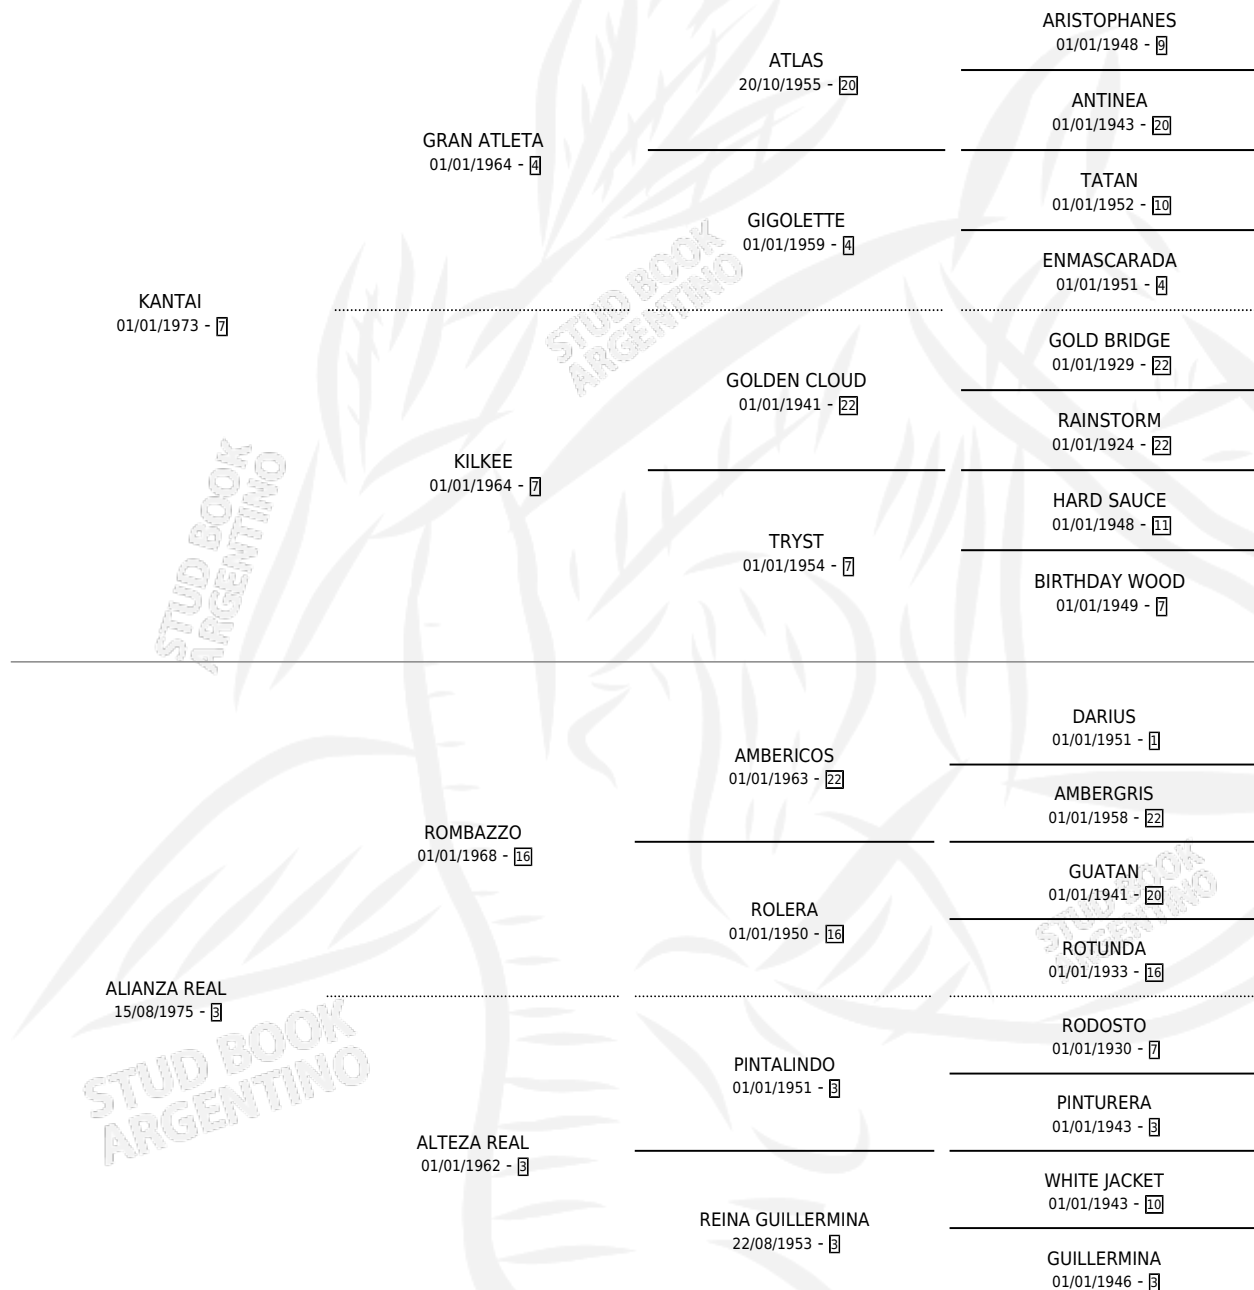 ARISTOPHANES
01/01/1948 - 9
ATLAS
20/10/1955 - 20
ANTINEA
01/01/1943 - 20
GRAN ATLETA
01/01/1964 - 4
TATAN
01/01/1952 - 10
GIGOLETTE
01/01/1959 - 4
ENMASCARADA
01/01/1951 - 4
KANTAI
01/01/1973 - 7
GOLD BRIDGE
01/01/1929 - 22
GOLDEN CLOUD
01/01/1941 - 22
RAINSTORM
01/01/1924 - 22
KILKEE
01/01/1964 - 7
HARD SAUCE
01/01/1948 - 11
TRYST
01/01/1954 - 7
BIRTHDAY WOOD
01/01/1949 - 7
DARIUS
01/01/1951 - 1
AMBERICOS
01/01/1963 - 22
AMBERGRIS
01/01/1958 - 22
ROMBAZZO
01/01/1968 - 16
GUATAN
01/01/1941 - 20
ROLERA
01/01/1950 - 16
ROTUNDA
01/01/1933 - 16
ALIANZA REAL
15/08/1975 - 3
RODOSTO
01/01/1930 - 7
PINTALINDO
01/01/1951 - 3
PINTURERA
01/01/1943 - 3
ALTEZA REAL
01/01/1962 - 3
WHITE JACKET
01/01/1943 - 10
REINA GUILLERMINA
22/08/1953 - 3
GUILLERMINA
01/01/1946 - 3
STUD BOOK
ARGENTINO
STUD BOOK
ARGENTINO
STUD BOOK
ARGENTINO
STUD BOOK
ARGENTINO